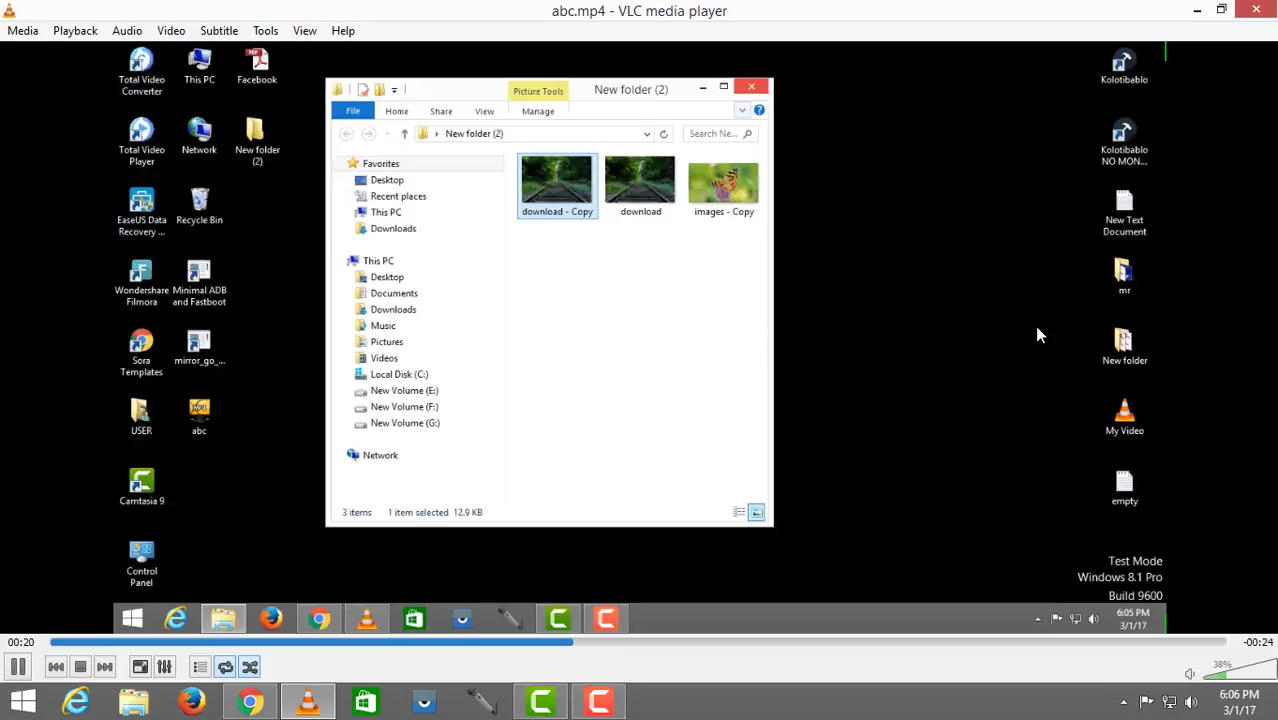 abc.mp4 - VLC media player
Media Playback Audio Video Subtitle Tools View Help
Total Video
Converter
This PC
Facebook
Total Video
Player
Network
New folder
(2)
EaseUS Data
Recovery ...
Recycle Bin
Wondershare
Filmora
Minimal ADB
and Fastboot
Sora
Templates
mirror_go_...
USER
abc
Camtasia 9
Control
Panel
Picture Tools
New folder (2)
File Home Share View Manage
New folder (2)
Search Ne...
Favorites
Desktop
Recent places
This PC
Downloads
This PC
Desktop
Documents
Downloads
Music
Pictures
Videos
Local Disk (C:)
New Volume (E:)
New Volume (F:)
New Volume (G:)
Network
download - Copy
download
images - Copy
3 items 1 item selected 12.9 KB
Kolotibablo
Kolotibablo
NO MON...
New Text
Document
mr
New folder
My Video
empty
Test Mode
Windows 8.1 Pro
Build 9600
6:05 PM
3/1/17
00:20
-00:24
38%
6:06 PM
3/1/17